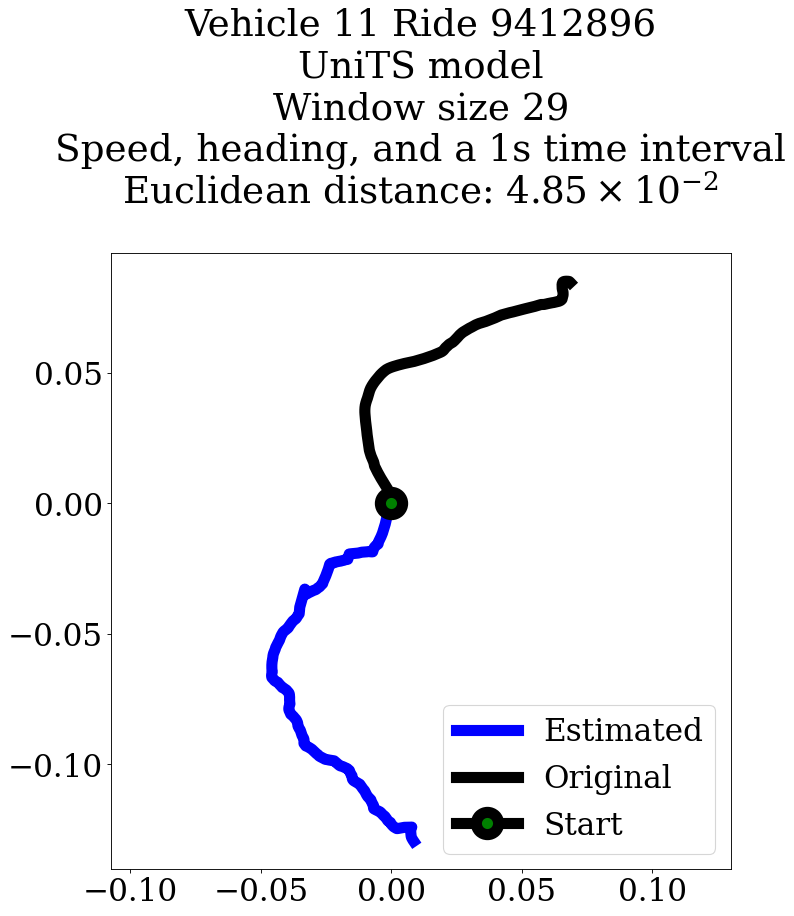 Vehicle 11 Ride 9412896
UniTS model
Window size 29
Speed, heading, and a 1s time interval
Euclidean distance: 4.85 × 10⁻²
0.05
0.00
−0.05
−0.10
Estimated
Original
Start
−0.10 −0.05 0.00 0.05 0.10